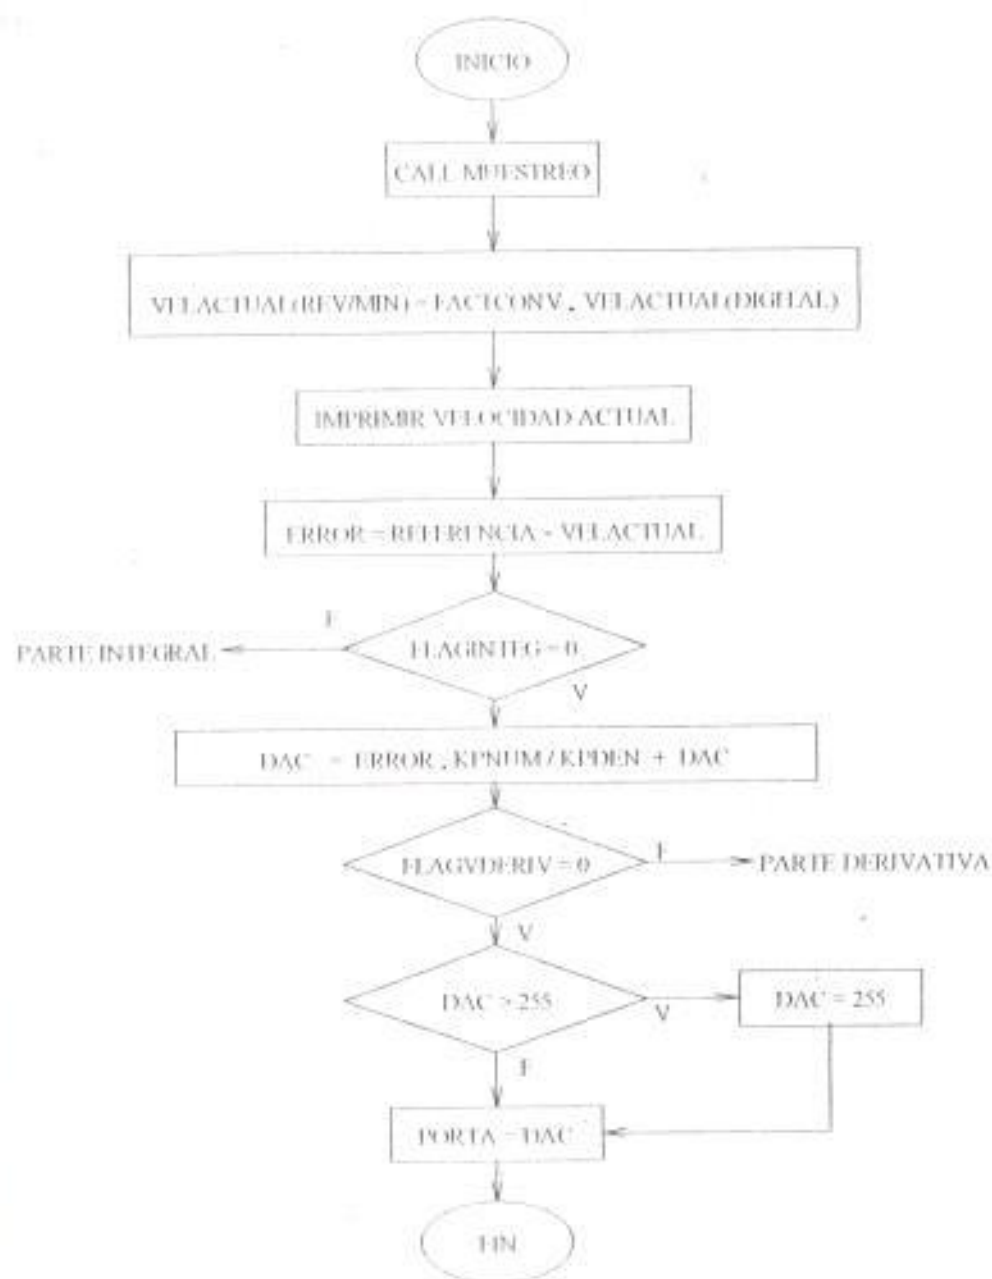 INICIO
CALL MUESTREO
VELACTUAL(REV/MIN) = FACTCONV . VELACTUAL(DIGITAL)
IMPRIMIR VELOCIDAD ACTUAL
ERROR = REFERENCIA - VELACTUAL
F
PARTE INTEGRAL
FLAGINTEG = 0
V
DAC = ERROR . KPNUM / KPDEN + DAC
FLAGVDERIV = 0
F
PARTE DERIVATIVA
V
DAC > 255
V
DAC = 255
F
PORTA = DAC
FIN